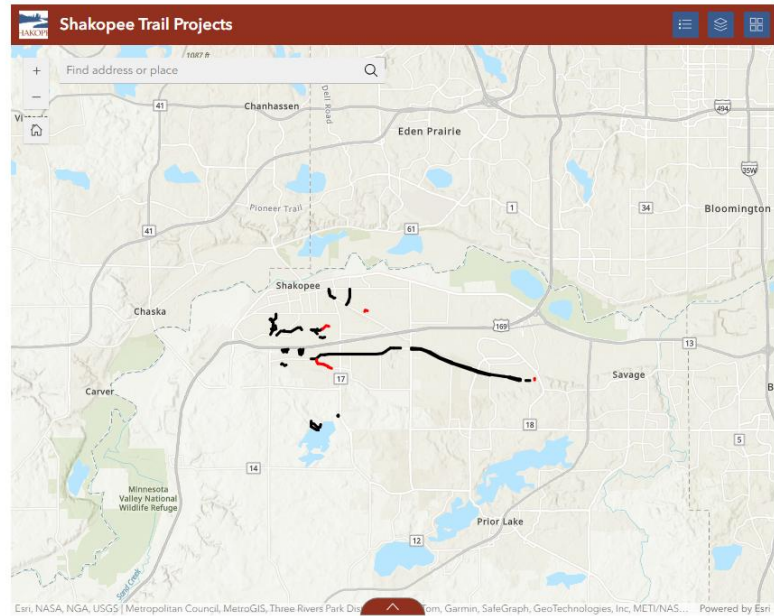 SHAKOPEE
Shakopee Trail Projects
1087 ft
+
Find address or place
−
41
Chanhassen
Dell Road
494
Eden Prairie
35W
Pioneer Trail
1
34
Bloomington
41
61
Shakopee
Chaska
169
13
Savage
Carver
17
18
5
14
Minnesota
Valley National
Wildlife Refuge
Prior Lake
12
Sand Creek
Esri, NASA, NGA, USGS | Metropolitan Council, MetroGIS, Three Rivers Park Dis
Tom, Garmin, SafeGraph, GeoTechnologies, Inc, METI/NAS...
Powered by Esri